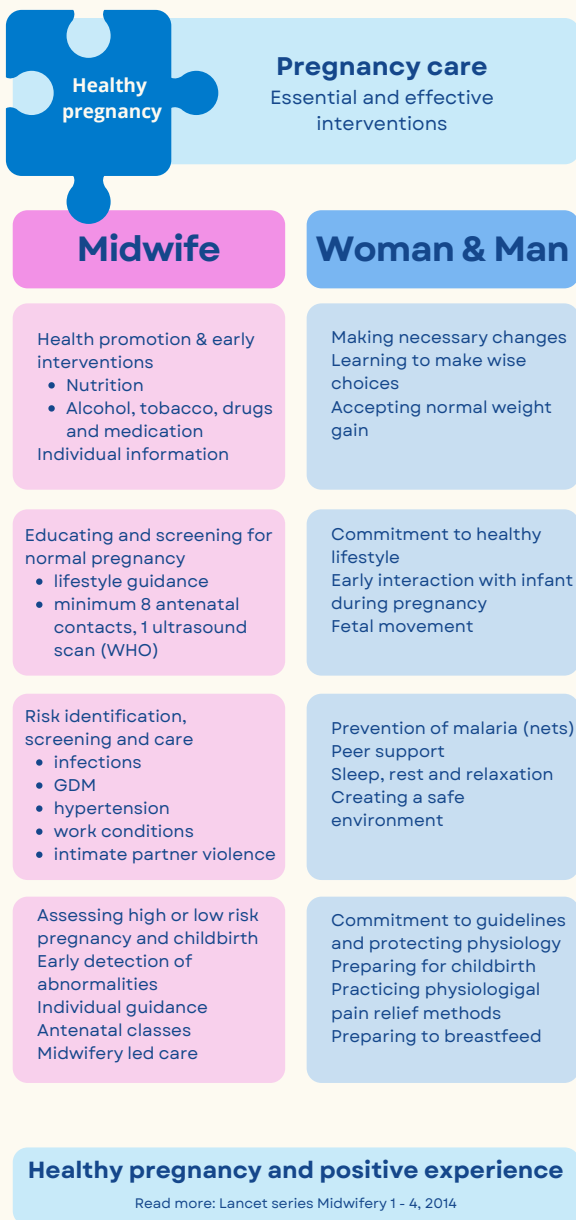 Healthy
pregnancy
Pregnancy care
Essential and effective
interventions
Midwife
Woman & Man
Health promotion & early
interventions
• Nutrition
• Alcohol, tobacco, drugs
and medication
Individual information
Making necessary changes
Learning to make wise
choices
Accepting normal weight
gain
Educating and screening for
normal pregnancy
• lifestyle guidance
• minimum 8 antenatal
contacts, 1 ultrasound
scan (WHO)
Commitment to healthy
lifestyle
Early interaction with infant
during pregnancy
Fetal movement
Risk identification,
screening and care
• infections
• GDM
• hypertension
• work conditions
• intimate partner violence
Prevention of malaria (nets)
Peer support
Sleep, rest and relaxation
Creating a safe
environment
Assessing high or low risk
pregnancy and childbirth
Early detection of
abnormalities
Individual guidance
Antenatal classes
Midwifery led care
Commitment to guidelines
and protecting physiology
Preparing for childbirth
Practicing physiologigal
pain relief methods
Preparing to breastfeed
Healthy pregnancy and positive experience
Read more: Lancet series Midwifery 1 - 4, 2014